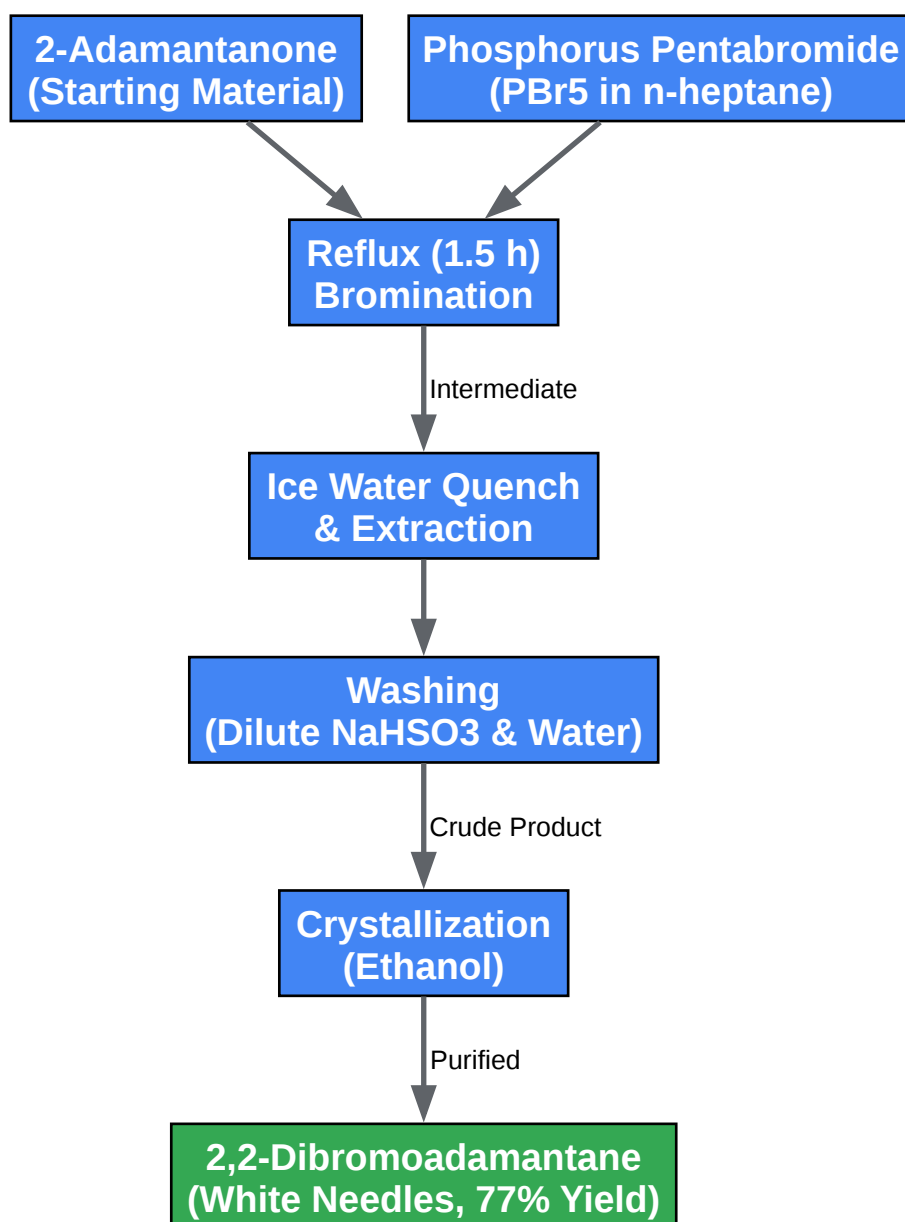 2-Adamantanone
(Starting Material)
Phosphorus Pentabromide
(PBr5 in n-heptane)
Reflux (1.5 h)
Bromination
Intermediate
Ice Water Quench
& Extraction
Washing
(Dilute NaHSO3 & Water)
Crude Product
Crystallization
(Ethanol)
Purified
2,2-Dibromoadamantane
(White Needles, 77% Yield)